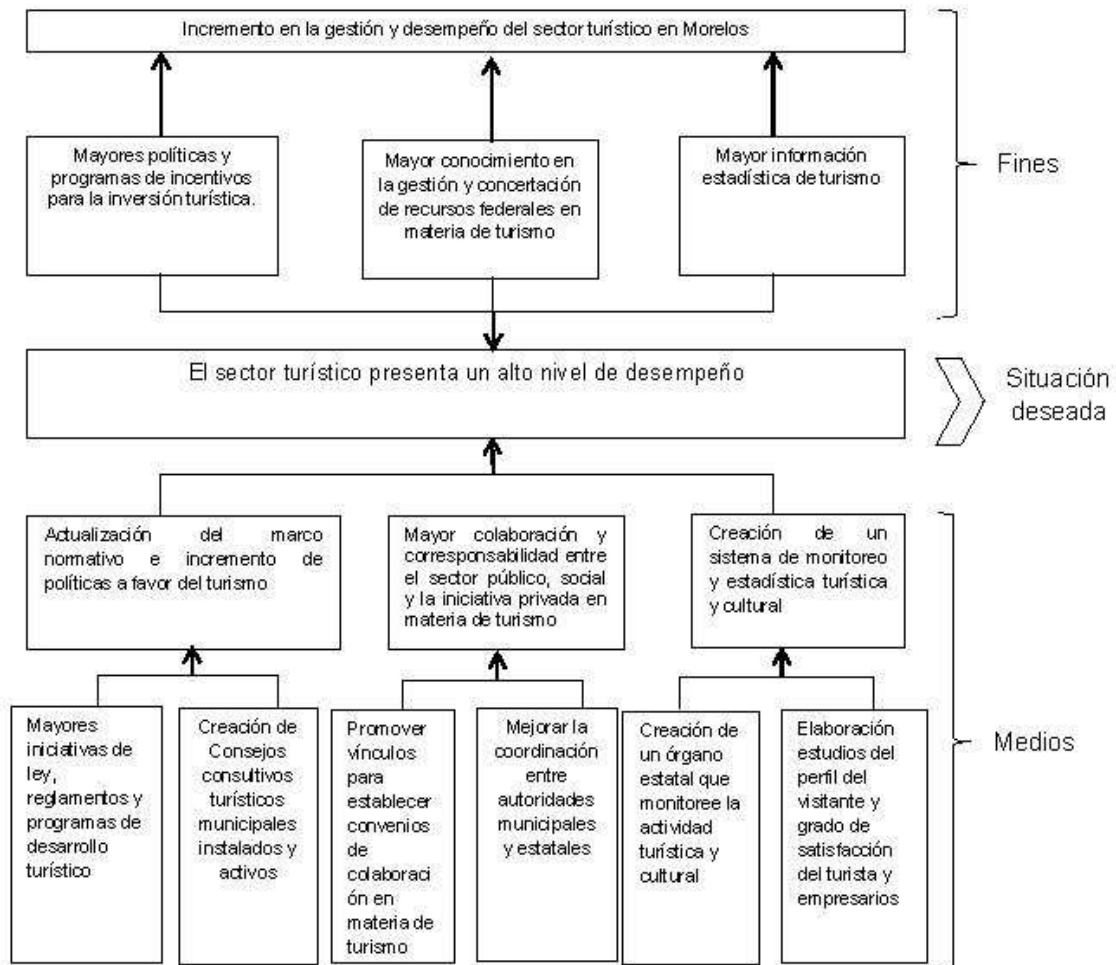 Incremento en la gestión y desempeño del sector turístico en Morelos
Mayores políticas y
programas de incentivos
para la inversión turística.
Mayor conocimiento en
la gestión y concertación
de recursos federales en
materia de turismo
Mayor información
estadística de turismo
Fines
El sector turístico presenta un alto nivel de desempeño
Situación
deseada
Actualización del marco
normativo e incremento de
políticas a favor del turismo
Mayor colaboración y
corresponsabilidad entre
el sector público, social
y la iniciativa privada en
materia de turismo
Creación de un
sistema de monitoreo
y estadística turística
y cultural
Mayores
iniciativas de
ley,
reglamentos y
programas de
desarrollo
turístico
Creación de
Consejos
consultivos
turísticos
municipales
instalados y
activos
Promover
vínculos
para
establecer
convenios
de
colaboraci
ón en
materia de
turismo
Mejorar la
coordinación
entre
autoridades
municipales
y estatales
Creación de
un órgano
estatal que
monitoree la
actividad
turística y
cultural
Elaboración
estudios del
perfil del
visitante y
grado de
satisfacción
del turista y
empresarios
Medios